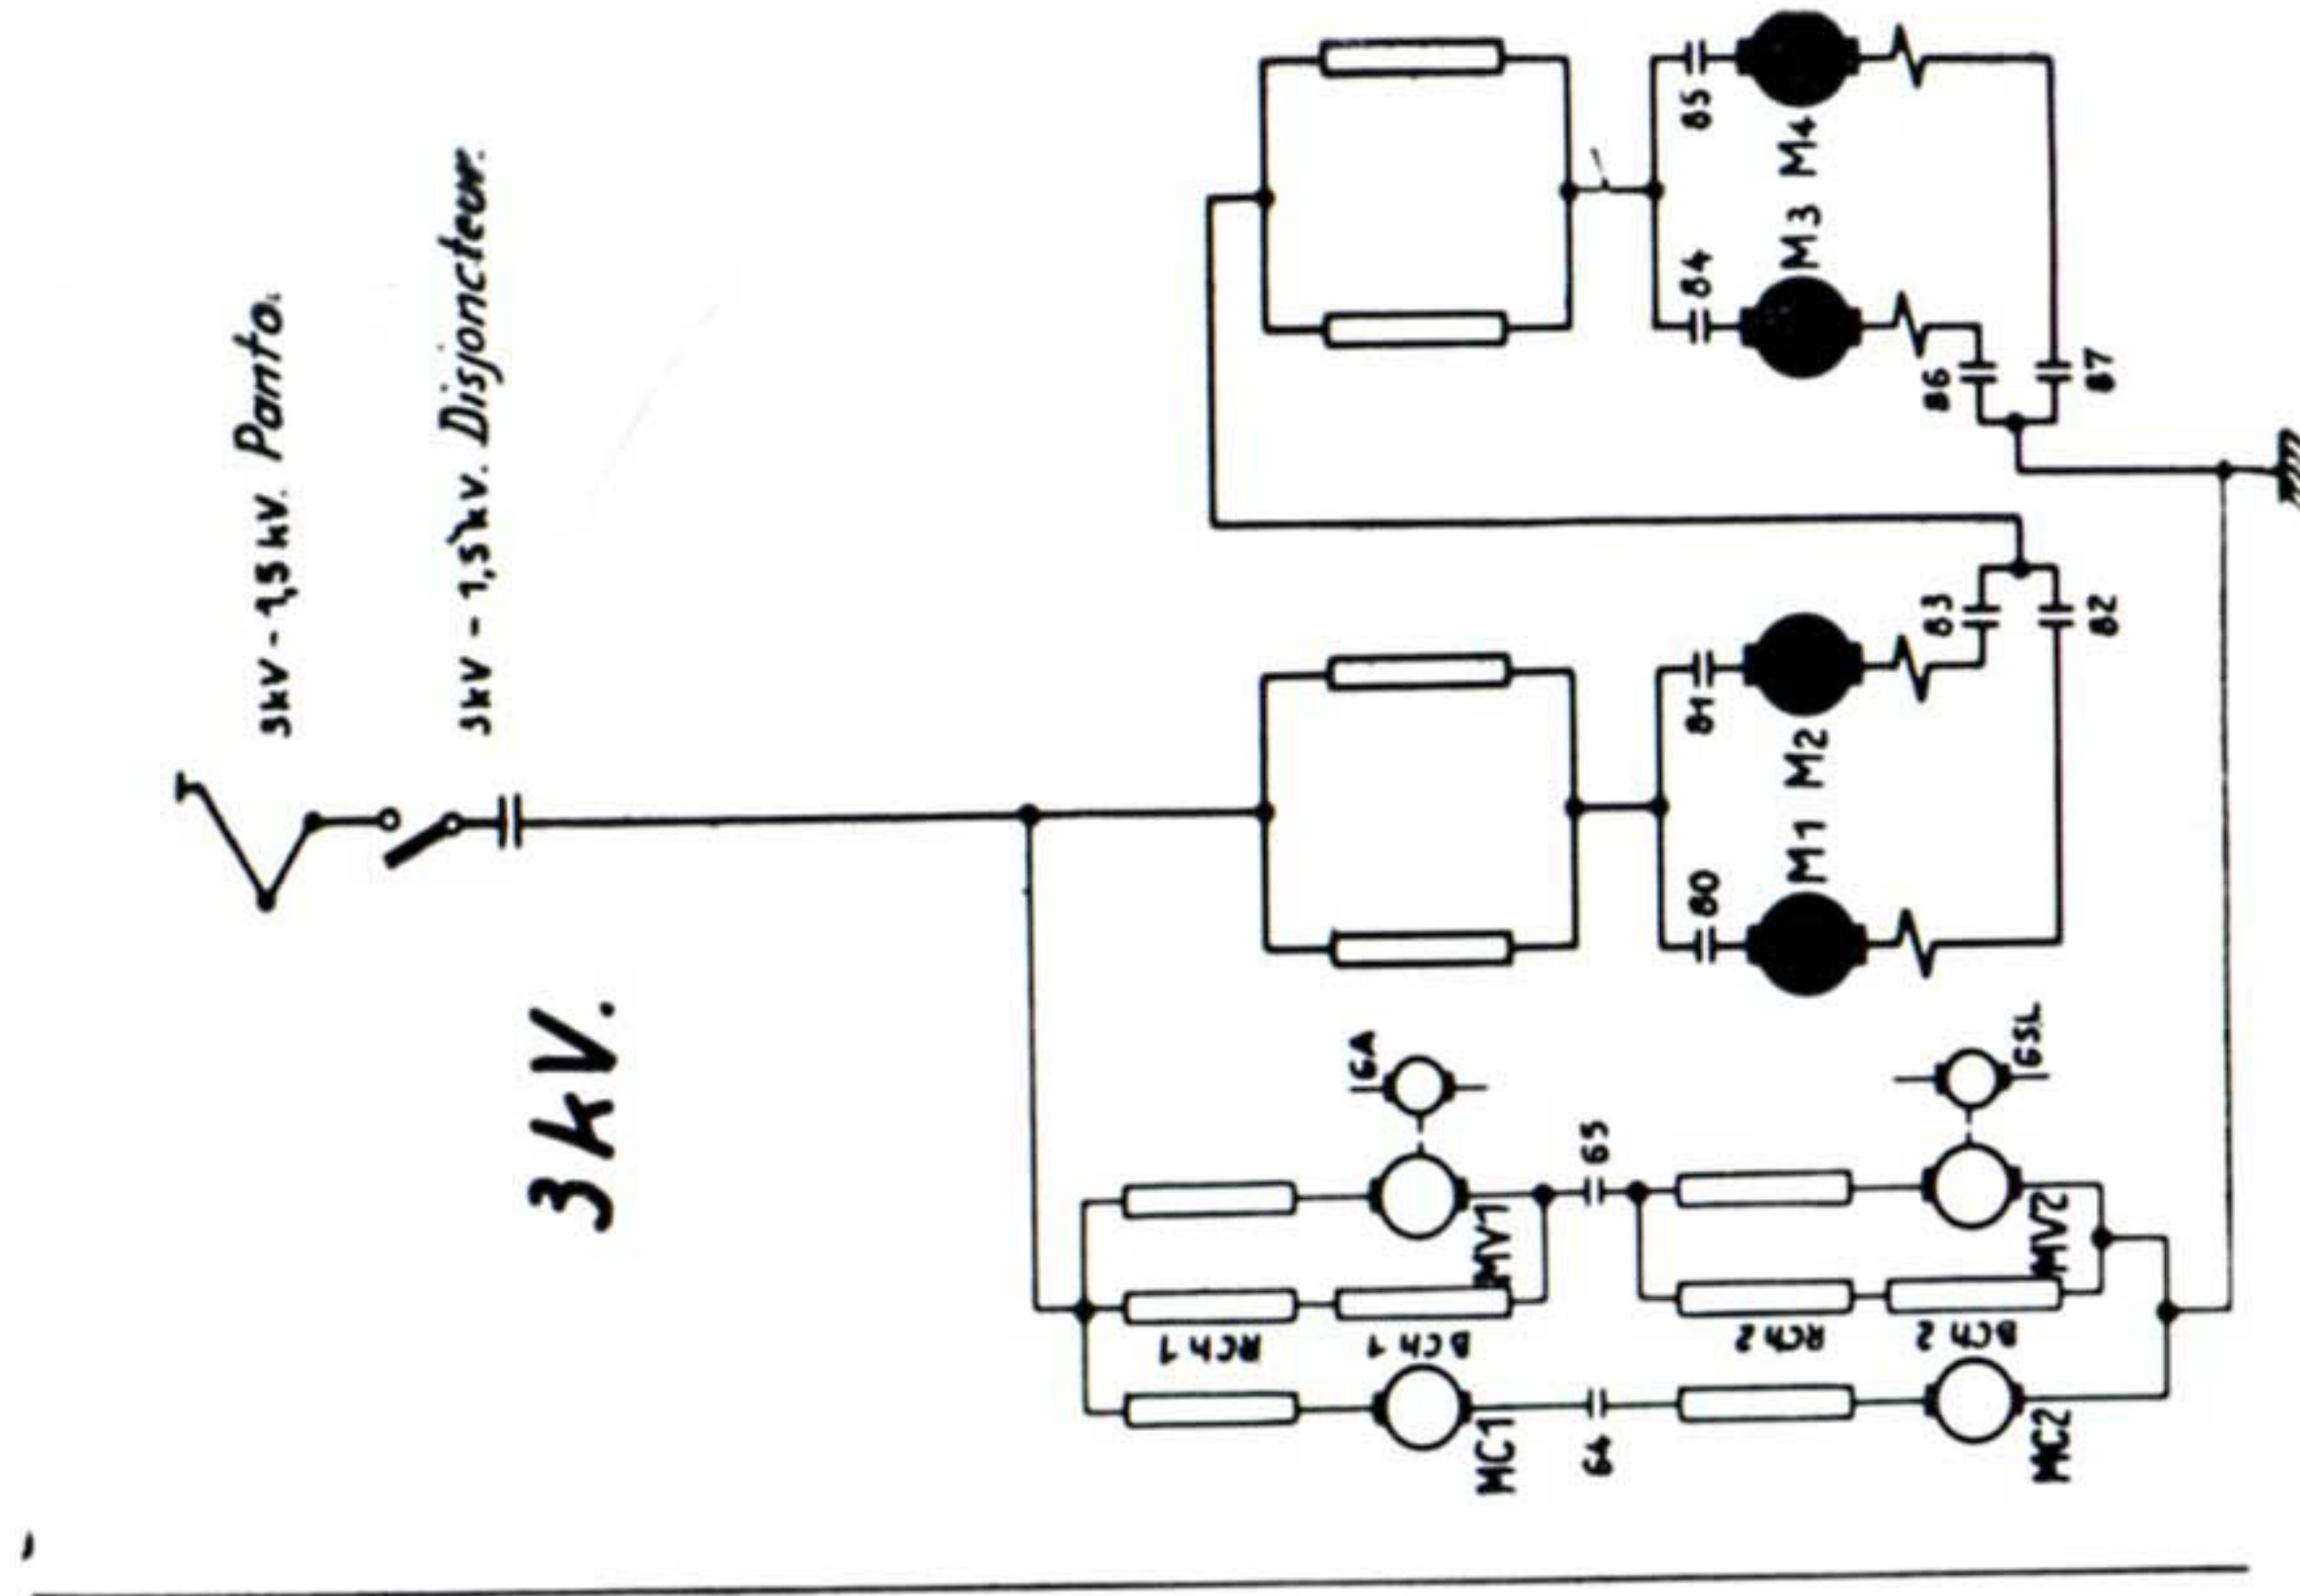 3kV - 1,5 kV. Panto.
3kV - 1,5 kV. Disjoncteur.
3 kV.
GA
MV1
65
GSL
MV2
RCh 1
BCh 1
RCh 2
BCh 2
MC1
64
MC2
80
81
M1 M2
83
82
84
85
M3 M4
86
87